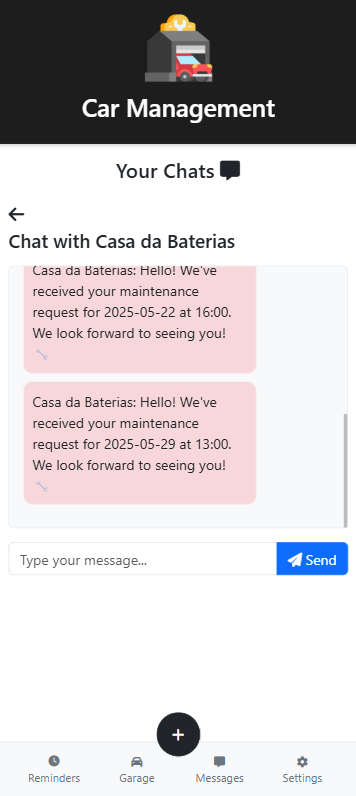 Car Management
Your Chats
Chat with Casa da Baterias
Casa da Baterias: Hello! We've
received your maintenance
request for 2025-05-22 at 16:00.
We look forward to seeing you!
Casa da Baterias: Hello! We've
received your maintenance
request for 2025-05-29 at 13:00.
We look forward to seeing you!
Type your message...
Send
+
Reminders
Garage
Messages
Settings